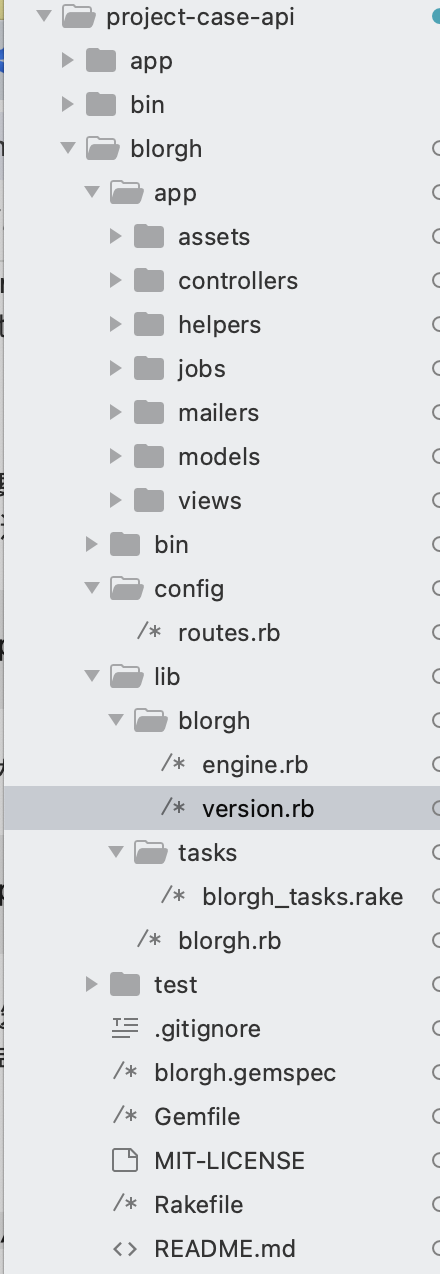 project-case-api
app
bin
blorgh
app
assets
controllers
helpers
jobs
mailers
models
views
bin
config
routes.rb
lib
blorgh
engine.rb
version.rb
tasks
blorgh_tasks.rake
blorgh.rb
test
.gitignore
blorgh.gemspec
Gemfile
MIT-LICENSE
Rakefile
README.md